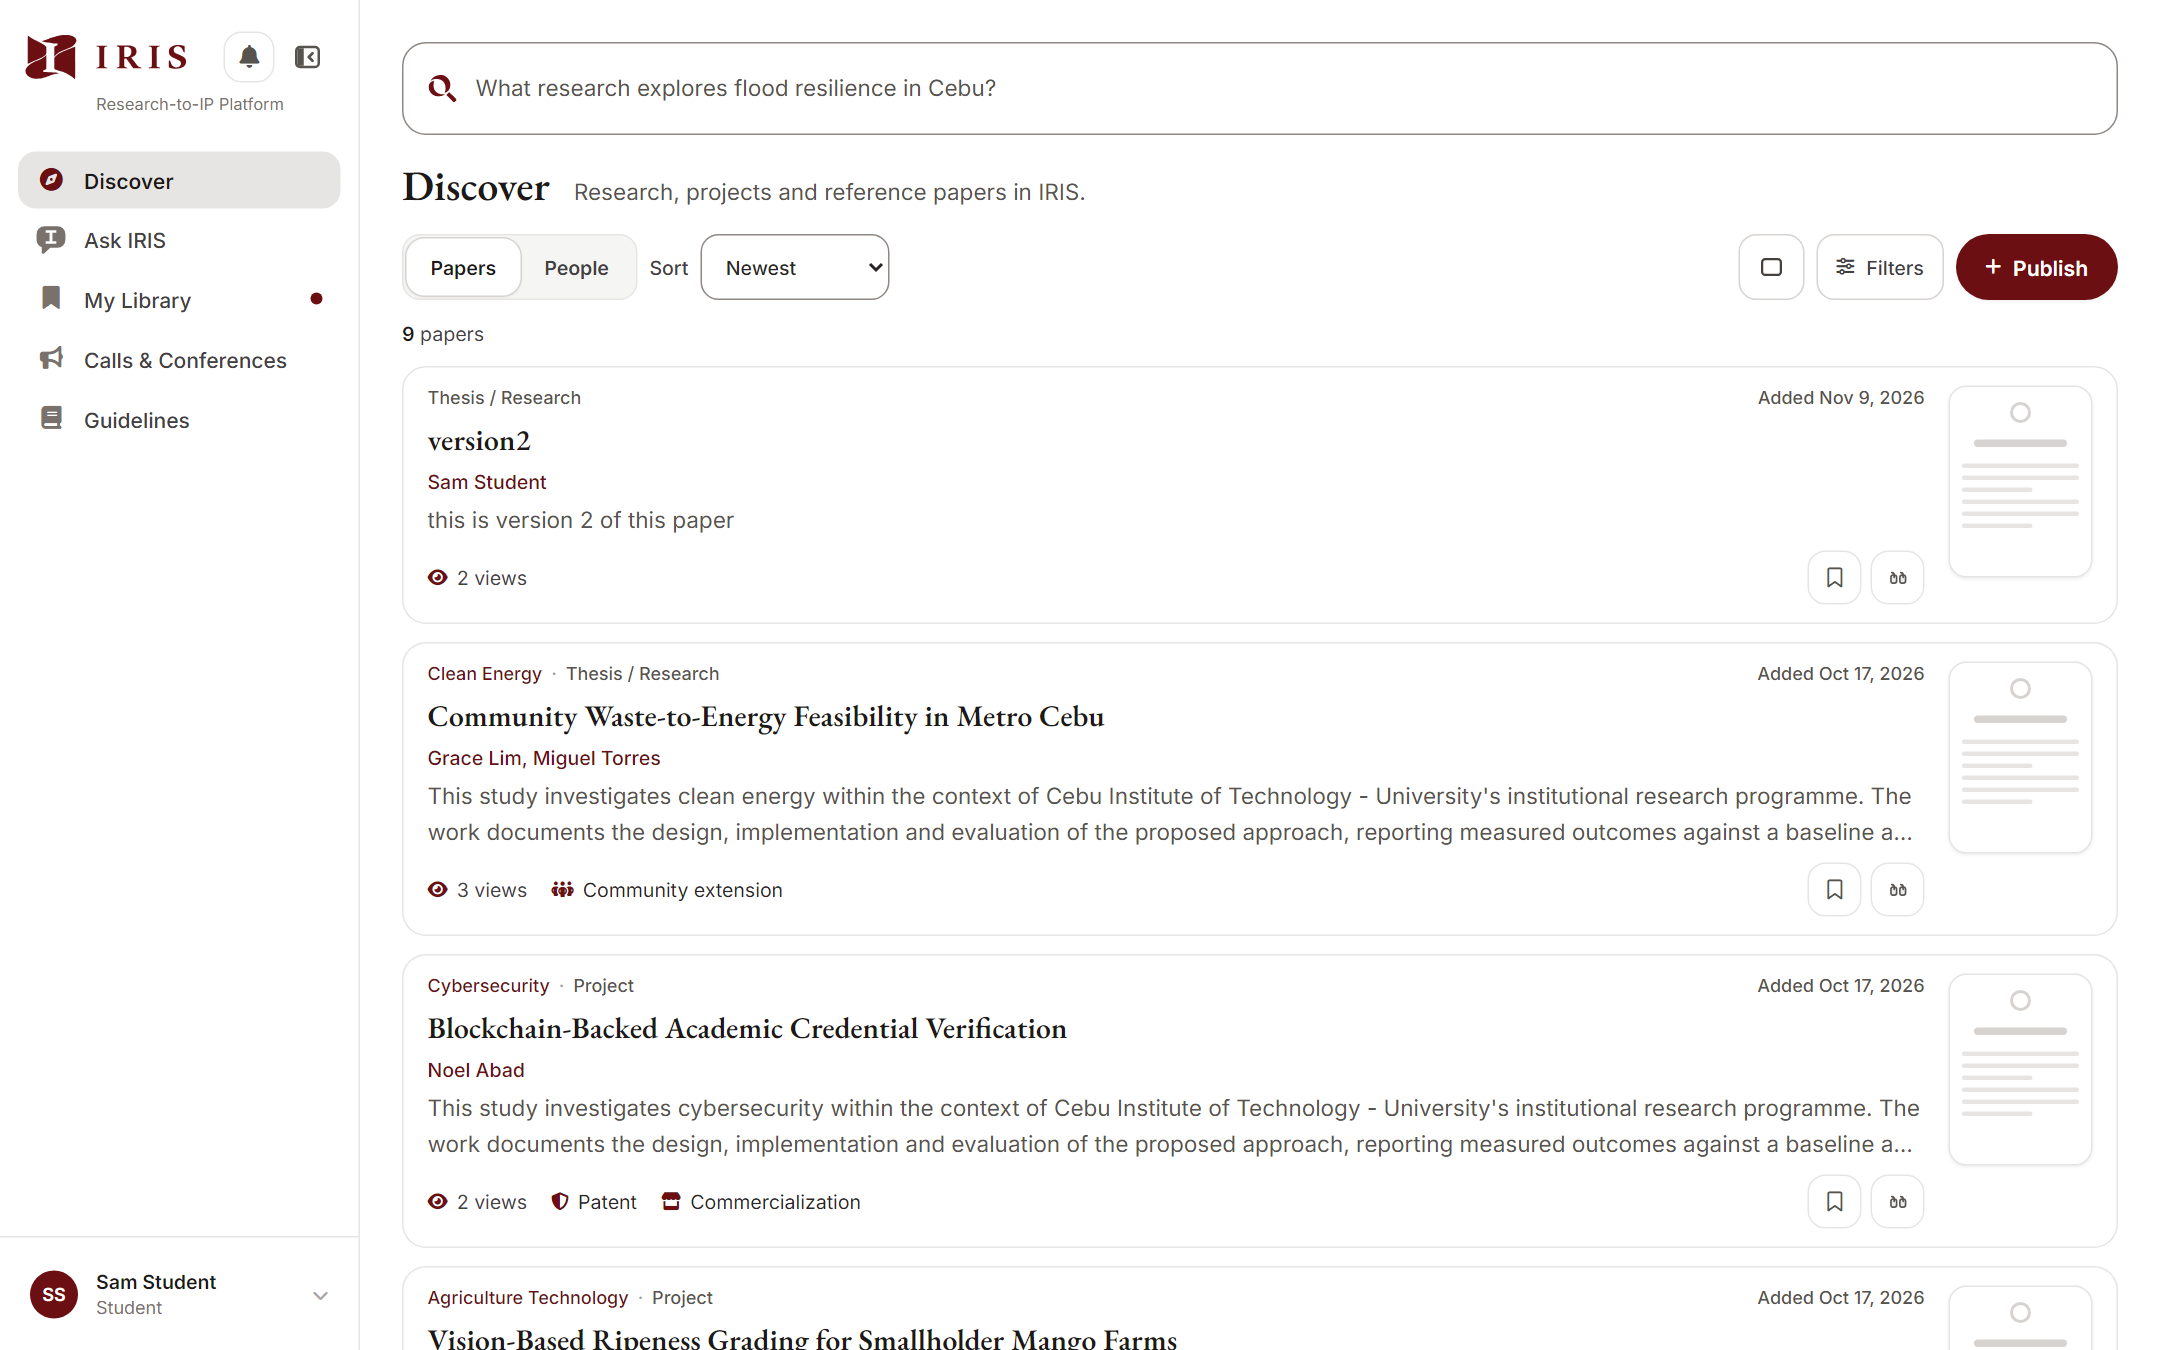 IRIS
Research-to-IP Platform
Discover
Ask IRIS
My Library
Calls & Conferences
Guidelines
Sam Student
SS
Student
What research explores flood resilience in Cebu?
Discover Research, projects and reference papers in IRIS.
Papers People Sort Newest Filters + Publish
9 papers
Thesis / Research Added Nov 9, 2026
version2
Sam Student
this is version 2 of this paper
2 views
Clean Energy · Thesis / Research Added Oct 17, 2026
Community Waste-to-Energy Feasibility in Metro Cebu
Grace Lim, Miguel Torres
This study investigates clean energy within the context of Cebu Institute of Technology - University's institutional research programme. The
work documents the design, implementation and evaluation of the proposed approach, reporting measured outcomes against a baseline a...
3 views Community extension
Cybersecurity · Project Added Oct 17, 2026
Blockchain-Backed Academic Credential Verification
Noel Abad
This study investigates cybersecurity within the context of Cebu Institute of Technology - University's institutional research programme. The
work documents the design, implementation and evaluation of the proposed approach, reporting measured outcomes against a baseline a...
2 views Patent Commercialization
Agriculture Technology · Project Added Oct 17, 2026
Vision-Based Ripeness Grading for Smallholder Mango Farms